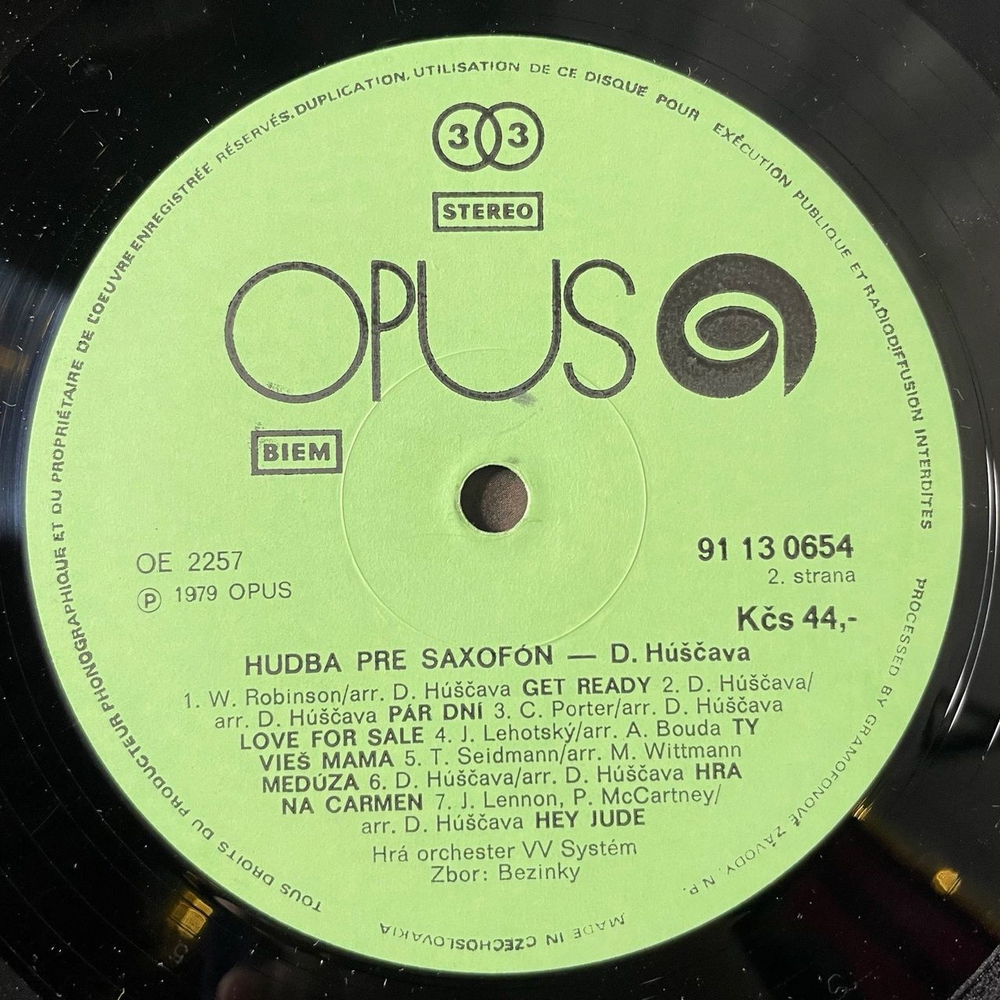 TOUS DROITS DU PRODUCTEUR PHONOGRAPHIQUE ET DU PROPRIÉTAIRE DE L'OEUVRE ENREGISTRÉE RÉSERVÉS. DUPLICATION, UTILISATION DE CE DISQUE POUR EXÉCUTION PUBLIQUE ET RADIODIFFUSION INTERDITES
PROCESSED BY GRAMOFONOVÉ ZÁVODY, N. P.
MADE IN CZECHOSLOVAKIA
33
STEREO
OPUS
BIEM
OE 2257
Ⓟ 1979 OPUS
91 13 0654
2. strana
Kčs 44,-
HUDBA PRE SAXOFÓN — D. Húščava
1. W. Robinson/arr. D. Húščava GET READY 2. D. Húščava/
arr. D. Húščava PÁR DNÍ 3. C. Porter/arr. D. Húščava
LOVE FOR SALE 4. J. Lehotský/arr. A. Bouda TY
VIEŠ MAMA 5. T. Seidmann/arr. M. Wittmann
MEDÚZA 6. D. Húščava/arr. D. Húščava HRA
NA CARMEN 7. J. Lennon, P. McCartney/
arr. D. Húščava HEY JUDE
Hrá orchester VV Systém
Zbor: Bezinky